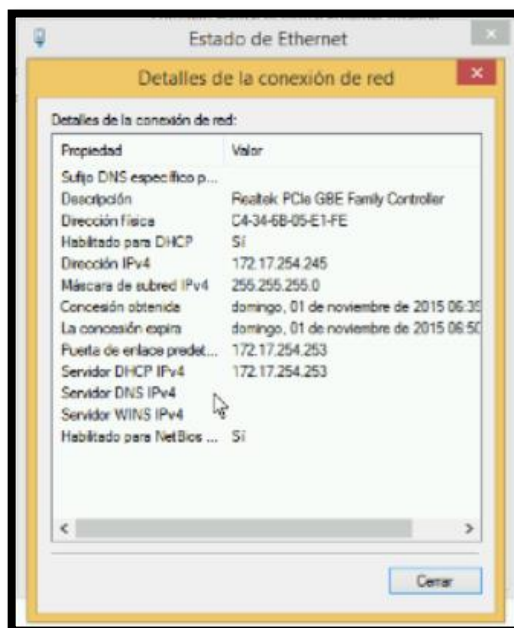 Estado de Ethernet
Detalles de la conexión de red
Detalles de la conexión de red:
Propiedad Valor
Sufijo DNS específico p...
Descripción Realtek PCIe GBE Family Controller
Dirección física C4-34-6B-05-E1-FE
Habilitado para DHCP Sí
Dirección IPv4 172.17.254.245
Máscara de subred IPv4 255.255.255.0
Concesión obtenida domingo, 01 de noviembre de 2015 06:35
La concesión expira domingo, 01 de noviembre de 2015 06:50
Puerta de enlace predet... 172.17.254.253
Servidor DHCP IPv4 172.17.254.253
Servidor DNS IPv4
Servidor WINS IPv4
Habilitado para NetBios ... Sí
Cerrar